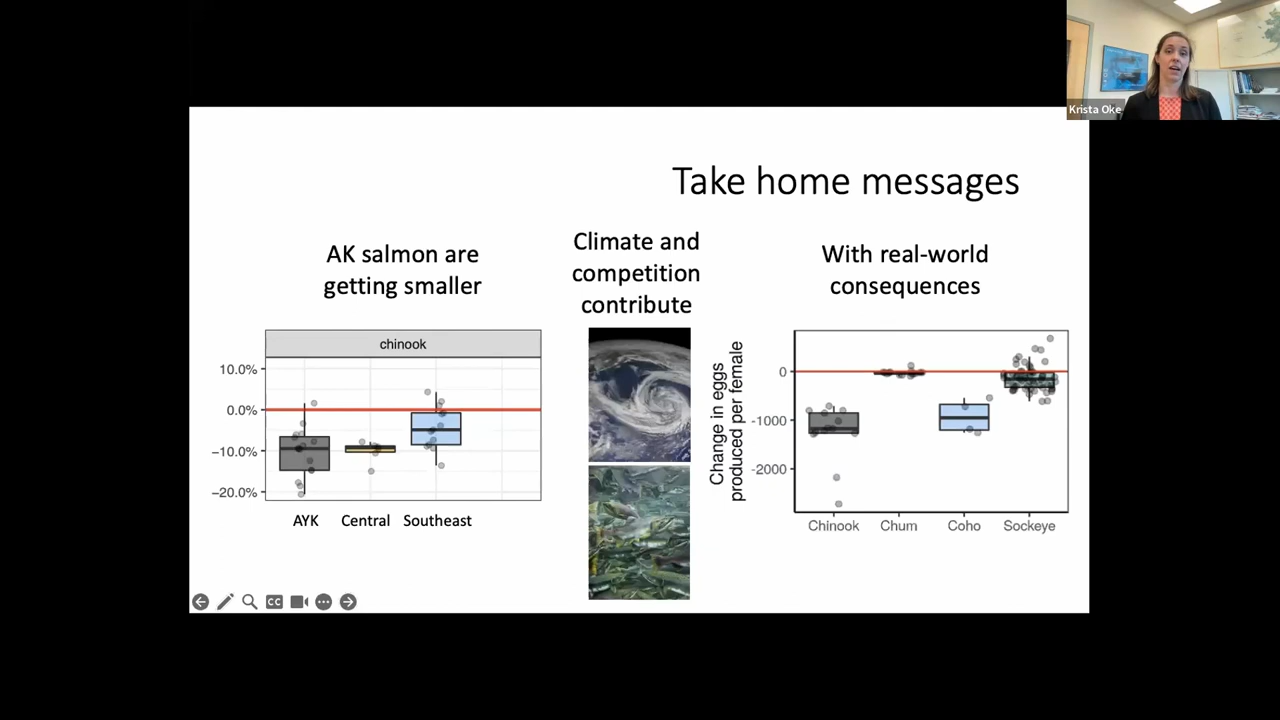 Krista Oke
Take home messages
AK salmon are
getting smaller
Climate and
competition
contribute
With real-world
consequences
chinook
10.0%
0.0%
−10.0%
−20.0%
AYK
Central
Southeast
Change in eggs
produced per female
0
-1000
-2000
Chinook
Chum
Coho
Sockeye
CC